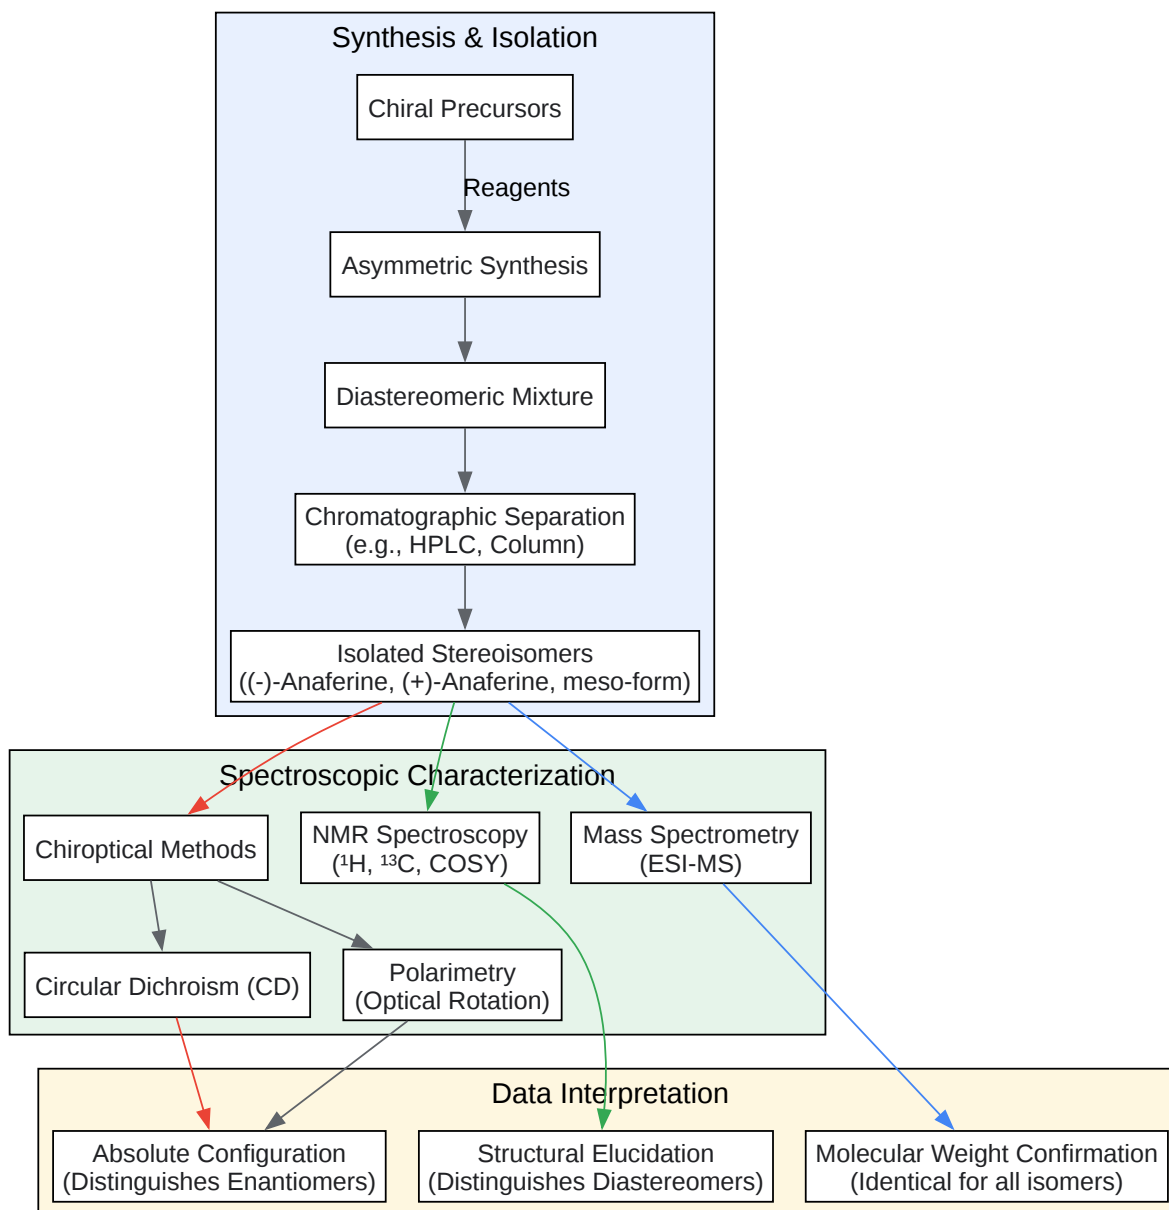 Synthesis & Isolation
Chiral Precursors
Reagents
Asymmetric Synthesis
Diastereomeric Mixture
Chromatographic Separation
(e.g., HPLC, Column)
Isolated Stereoisomers
((-)-Anaferine, (+)-Anaferine, meso-form)
Spectroscopic Characterization
Chiroptical Methods
NMR Spectroscopy
(¹H, ¹³C, COSY)
Mass Spectrometry
(ESI-MS)
Circular Dichroism (CD)
Polarimetry
(Optical Rotation)
Data Interpretation
Absolute Configuration
(Distinguishes Enantiomers)
Structural Elucidation
(Distinguishes Diastereomers)
Molecular Weight Confirmation
(Identical for all isomers)